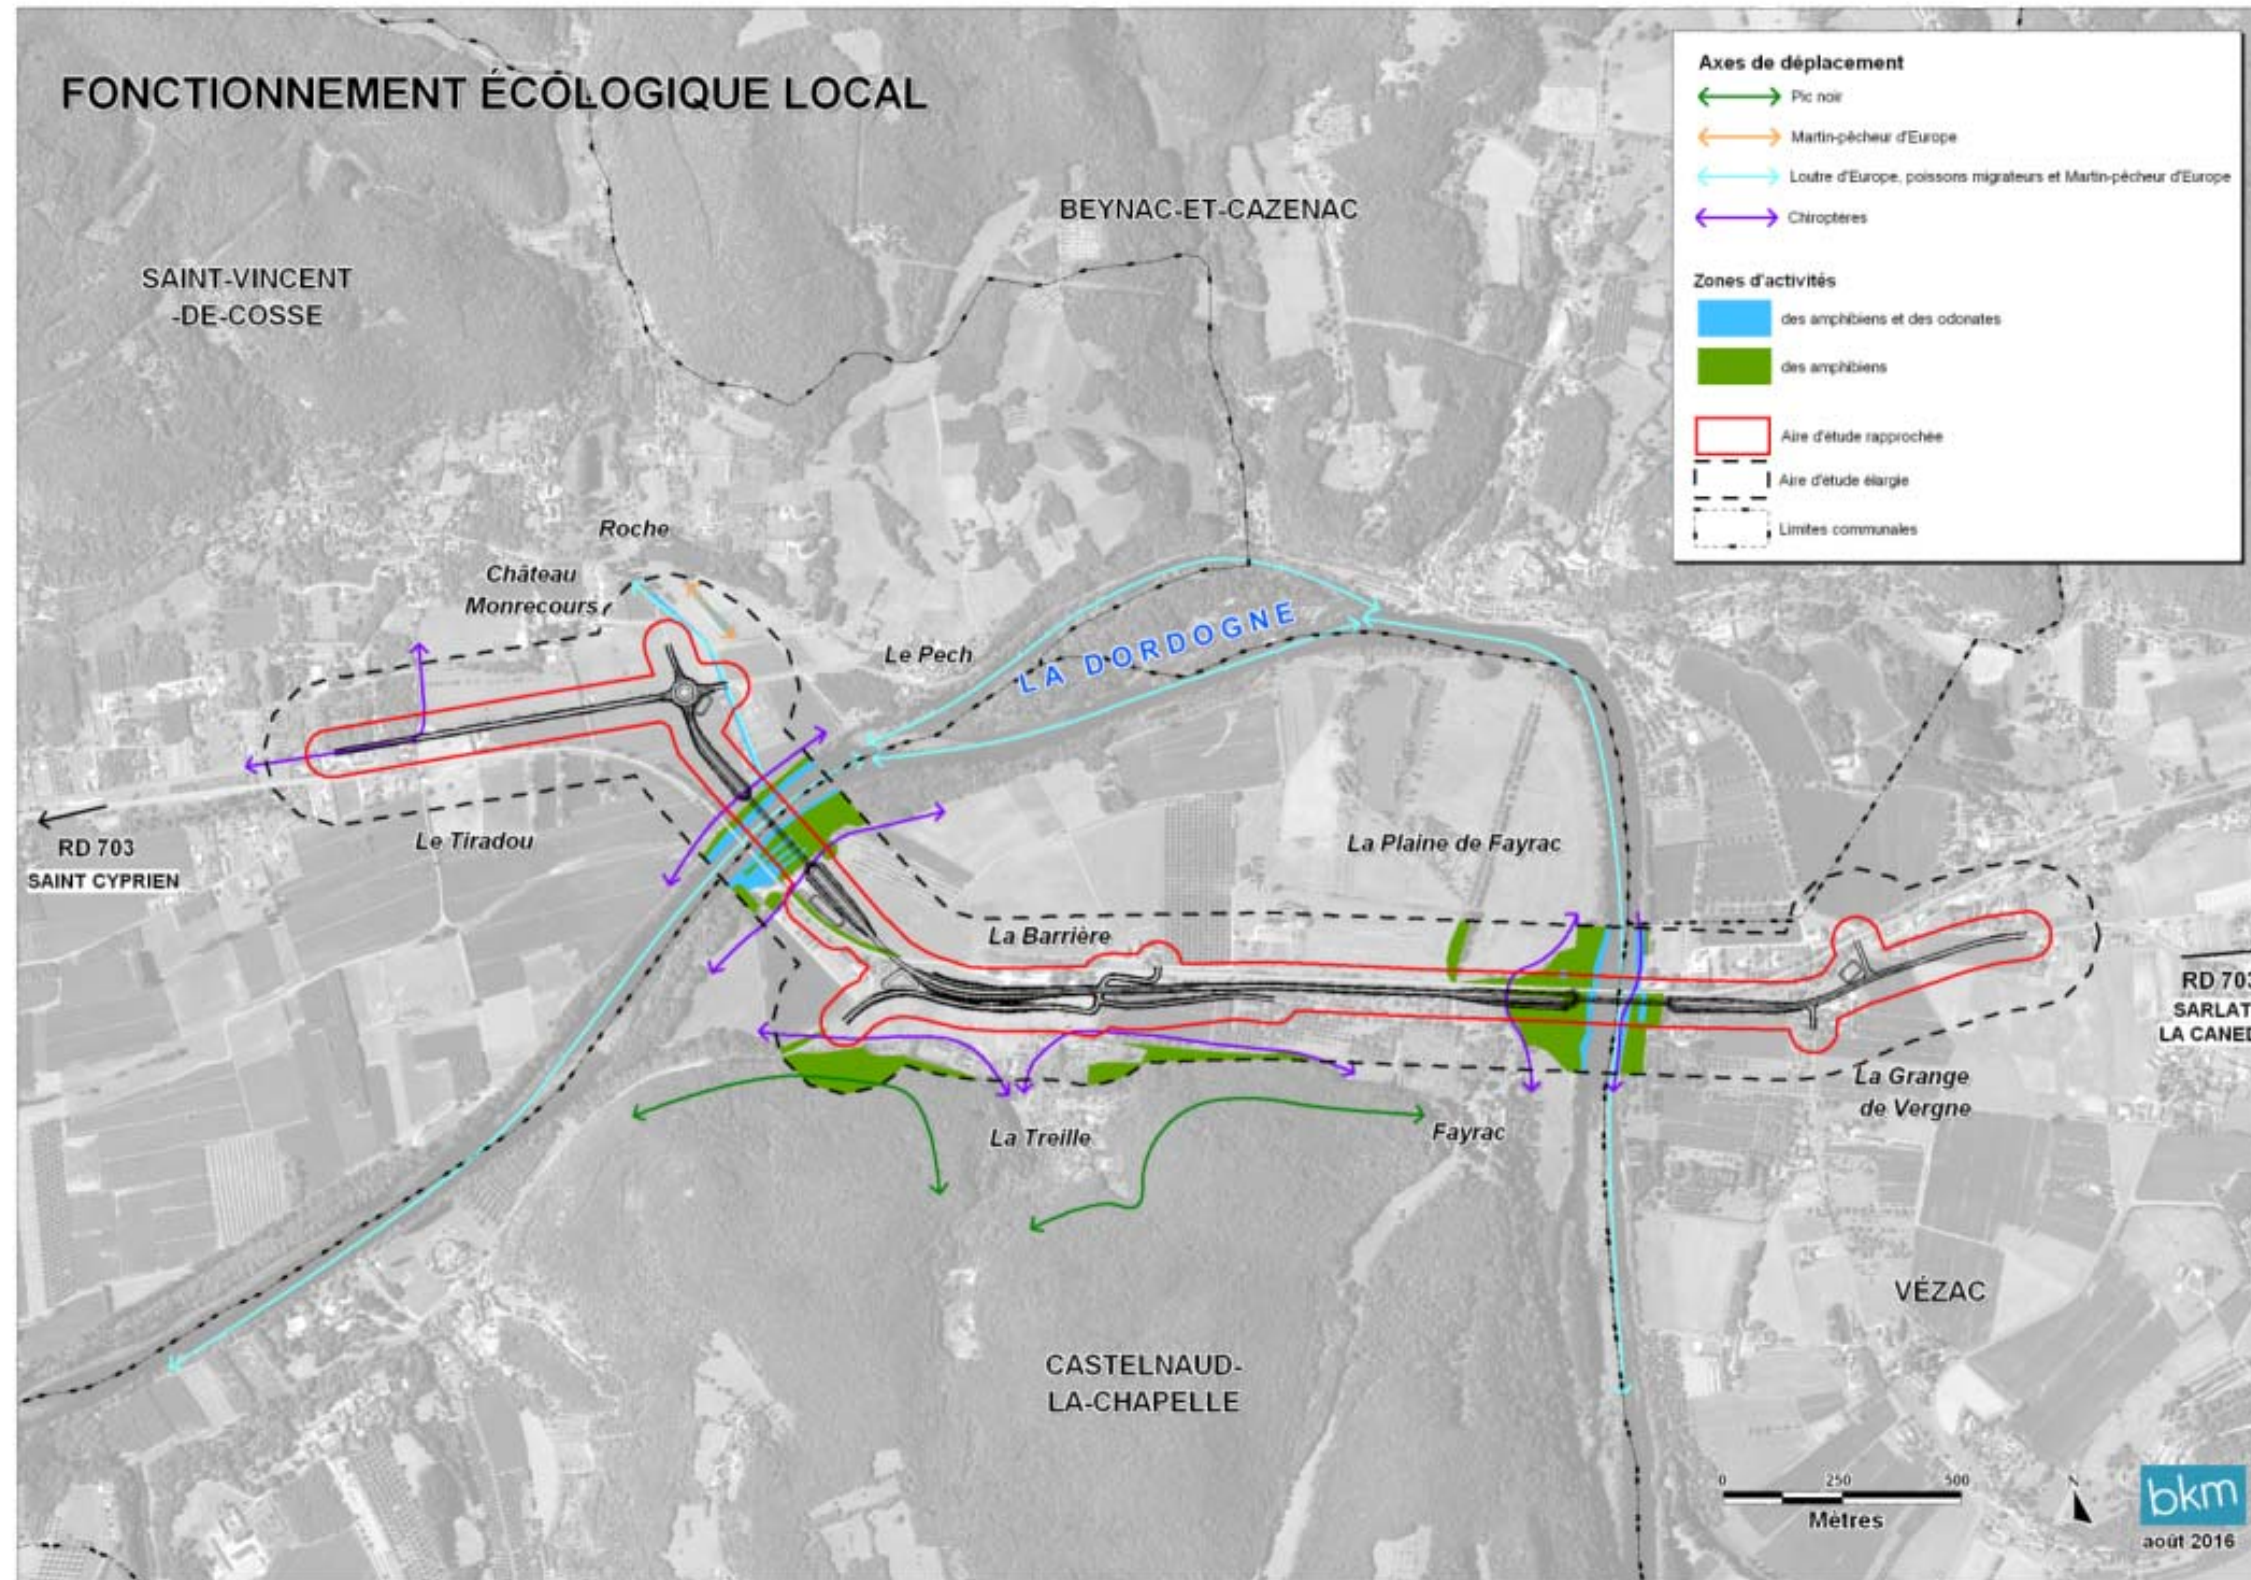 FONCTIONNEMENT ÉCOLOGIQUE LOCAL
Axes de déplacement
Pic noir
Martin-pêcheur d'Europe
Loutre d'Europe, poissons migrateurs et Martin-pêcheur d'Europe
Chiroptères
Zones d'activités
des amphibiens et des odonates
des amphibiens
Aire d'étude rapprochée
Aire d'étude élargie
Limites communales
BEYNAC-ET-CAZENAC
SAINT-VINCENT
-DE-COSSE
Roche
Château
Monrecours
Le Pech
LA DORDOGNE
Le Tiradou
RD 703
SAINT CYPRIEN
La Plaine de Fayrac
La Barrière
RD 703
SARLAT
LA CANED
La Grange
de Vergne
La Treille
Fayrac
VÉZAC
CASTELNAUD-
LA-CHAPELLE
0 250 500
Mètres
N
bkm
août 2016